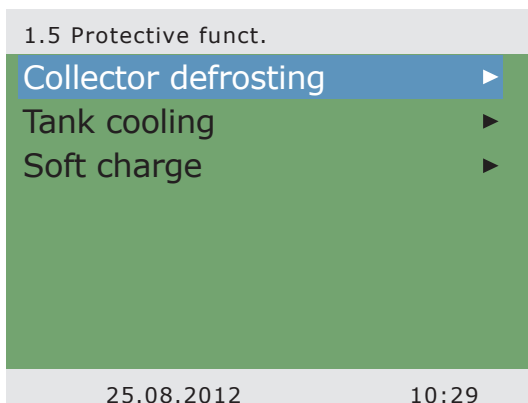 1.5 Protective funct.
Collector defrosting ►
Tank cooling ►
Soft charge ►
25.08.2012 10:29